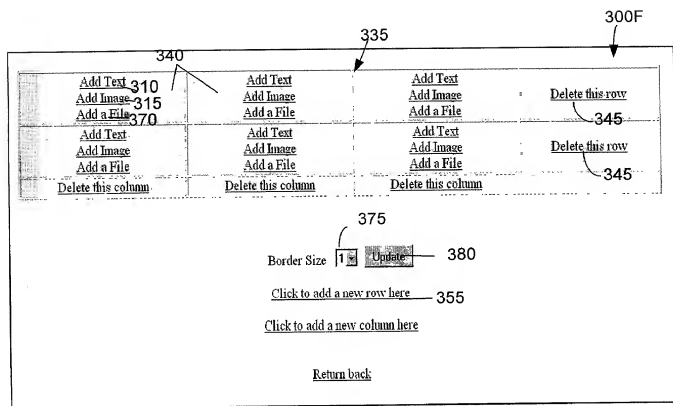 300F
335
340
Add Text 310 Add Text Add Text
Add Image 315 Add Image Add Image Delete this row
Add a File 370 Add a File Add a File 345
Add Text Add Text Add Text
Add Image Add Image Add Image Delete this row
Add a File Add a File Add a File 345
Delete this column Delete this column Delete this column
375
Border Size 1 Update 380
Click to add a new row here 355
Click to add a new column here
Return back